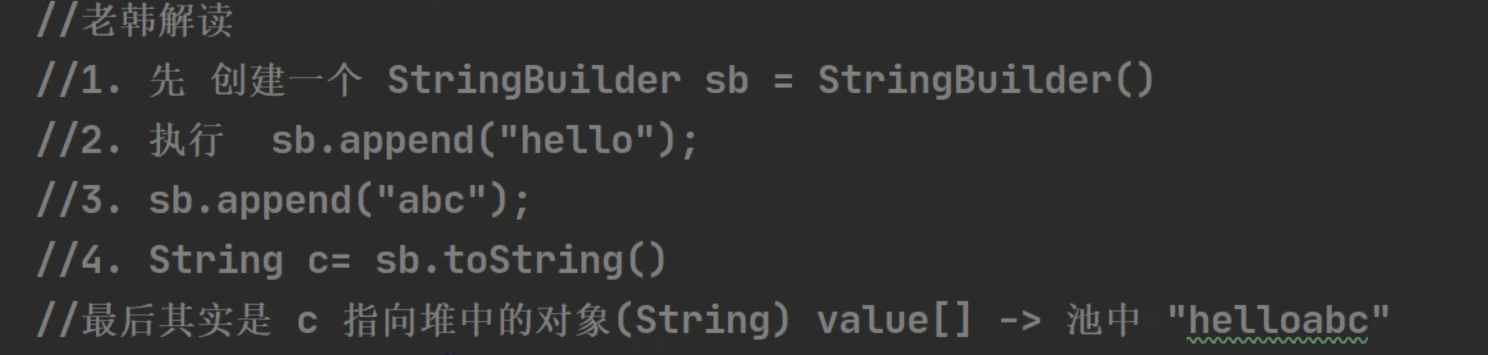 //老韩解读
//1. 先 创建一个 StringBuilder sb = StringBuilder()
//2. 执行  sb.append("hello");
//3. sb.append("abc");
//4. String c= sb.toString()
//最后其实是 c 指向堆中的对象(String) value[] -> 池中 "helloabc"